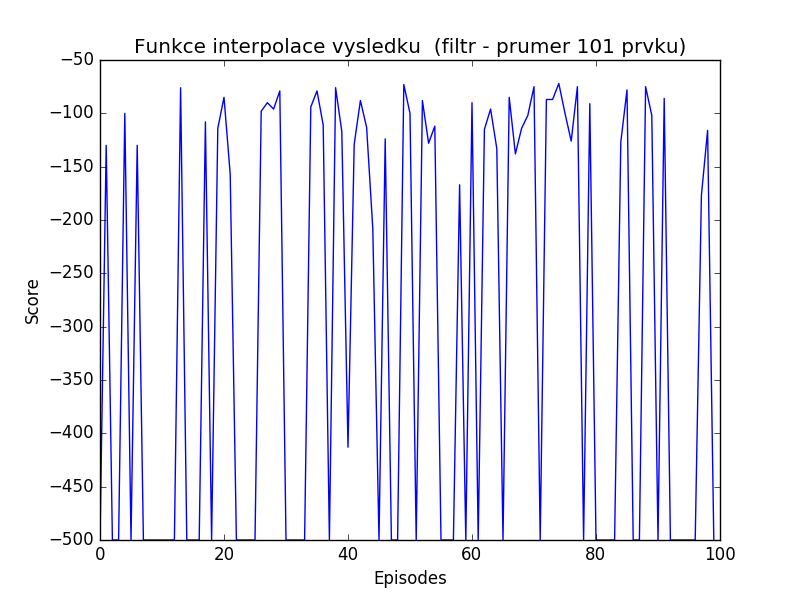 Funkce interpolace vysledku  (filtr - prumer 101 prvku)
−50
−100
−150
−200
−250
−300
−350
−400
−450
−500
Score
0 20 40 60 80 100
Episodes